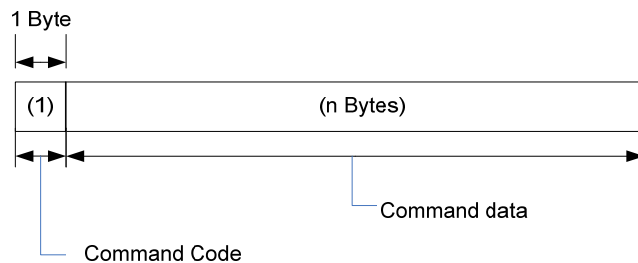 1 Byte
(1)
(n Bytes)
Command data
Command Code